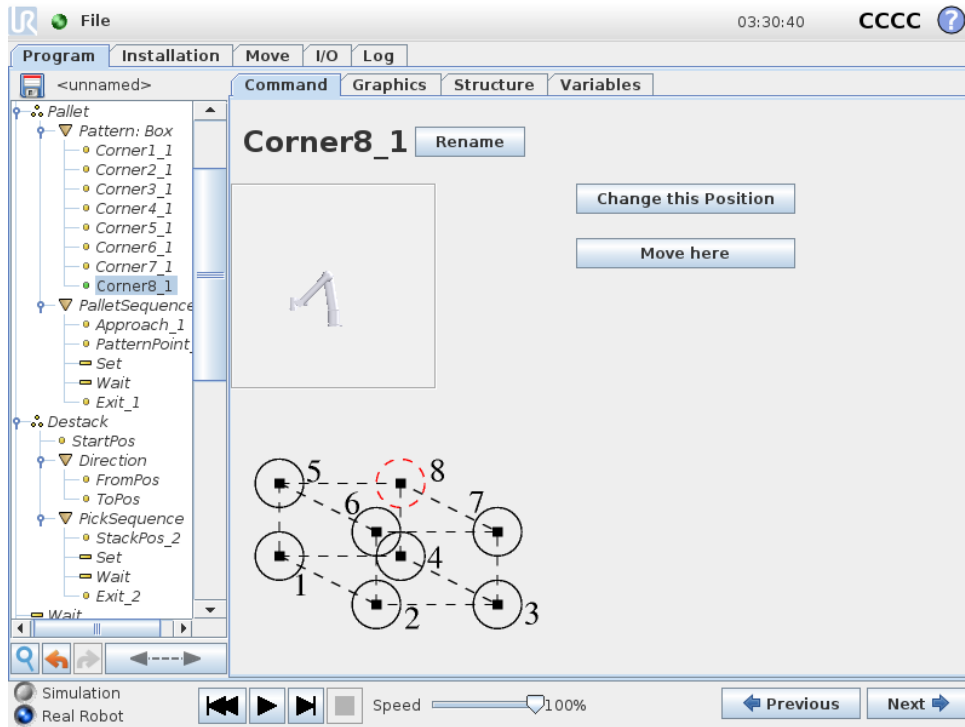 UR File 03:30:40 CCCC ?
Program Installation Move I/O Log
<unnamed> Command Graphics Structure Variables
Pallet
Pattern: Box
Corner1_1
Corner2_1
Corner3_1
Corner4_1
Corner5_1
Corner6_1
Corner7_1
Corner8_1
PalletSequence
Approach_1
PatternPoint_
Set
Wait
Exit_1
Destack
StartPos
Direction
FromPos
ToPos
PickSequence
StackPos_2
Set
Wait
Exit_2
Wait
Corner8_1 Rename
Change this Position
Move here
5 8
6 7
1 4
2 3
Simulation
Real Robot
Speed 100%
Previous Next